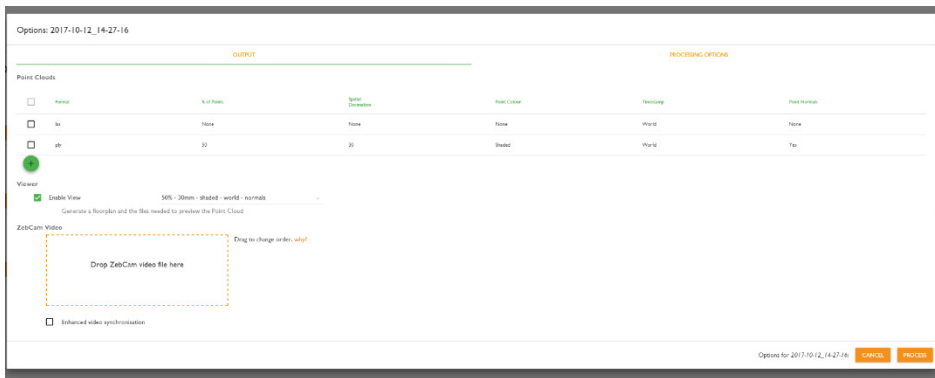 Options: 2017-10-12_14-27-16
OUTPUT PROCESSING OPTIONS
Point Clouds
Format % of Points Spatial Decimation Point Colour Timestamp Point Normals
las None None None World None
ply 50 30 Shaded World Yes
Viewer
Enable View 50% - 30mm - shaded - world - normals
Generate a floorplan and the files needed to preview the Point Cloud
ZebCam Video
Drag to change order. why?
Drop ZebCam video file here
Enhanced video synchronisation
Options for 2017-10-12_14-27-16: CANCEL PROCESS